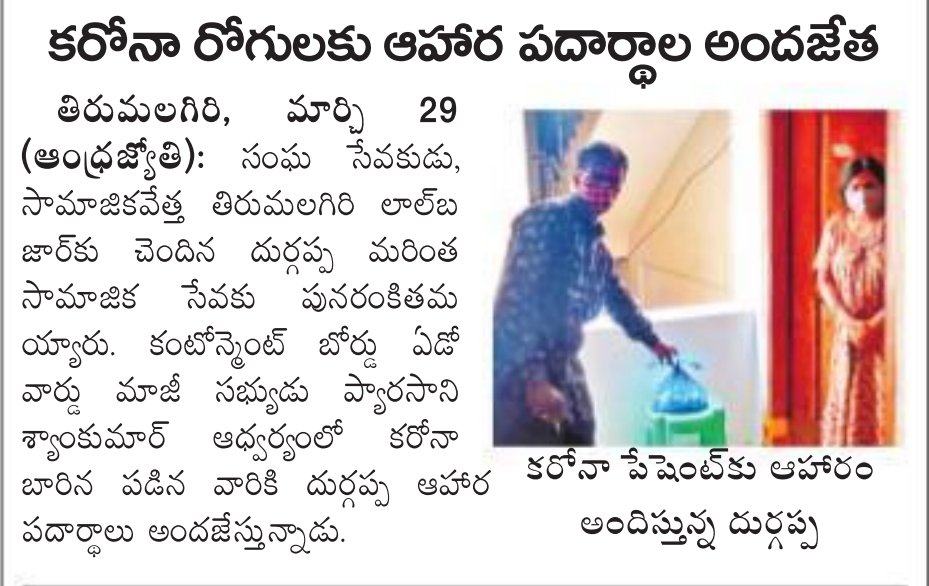 కరోనా రోగులకు ఆహార పదార్థాల అందజేత
తిరుమలగిరి, మార్చి 29
(ఆంధ్రజ్యోతి): సంఘ సేవకుడు,
సామాజికవేత్త తిరుమలగిరి లాల్‌బ
జార్‌కు చెందిన దుర్గప్ప మరింత
సామాజిక సేవకు పునరంకితమ
య్యారు. కంటోన్మెంట్ బోర్డు ఏడో
వార్డు మాజీ సభ్యుడు ప్యారసాని
శ్యాంకుమార్ ఆధ్వర్యంలో కరోనా
బారిన పడిన వారికి దుర్గప్ప ఆహార
పదార్థాలు అందజేస్తున్నాడు.
కరోనా పేషెంట్‌కు ఆహారం
అందిస్తున్న దుర్గప్ప